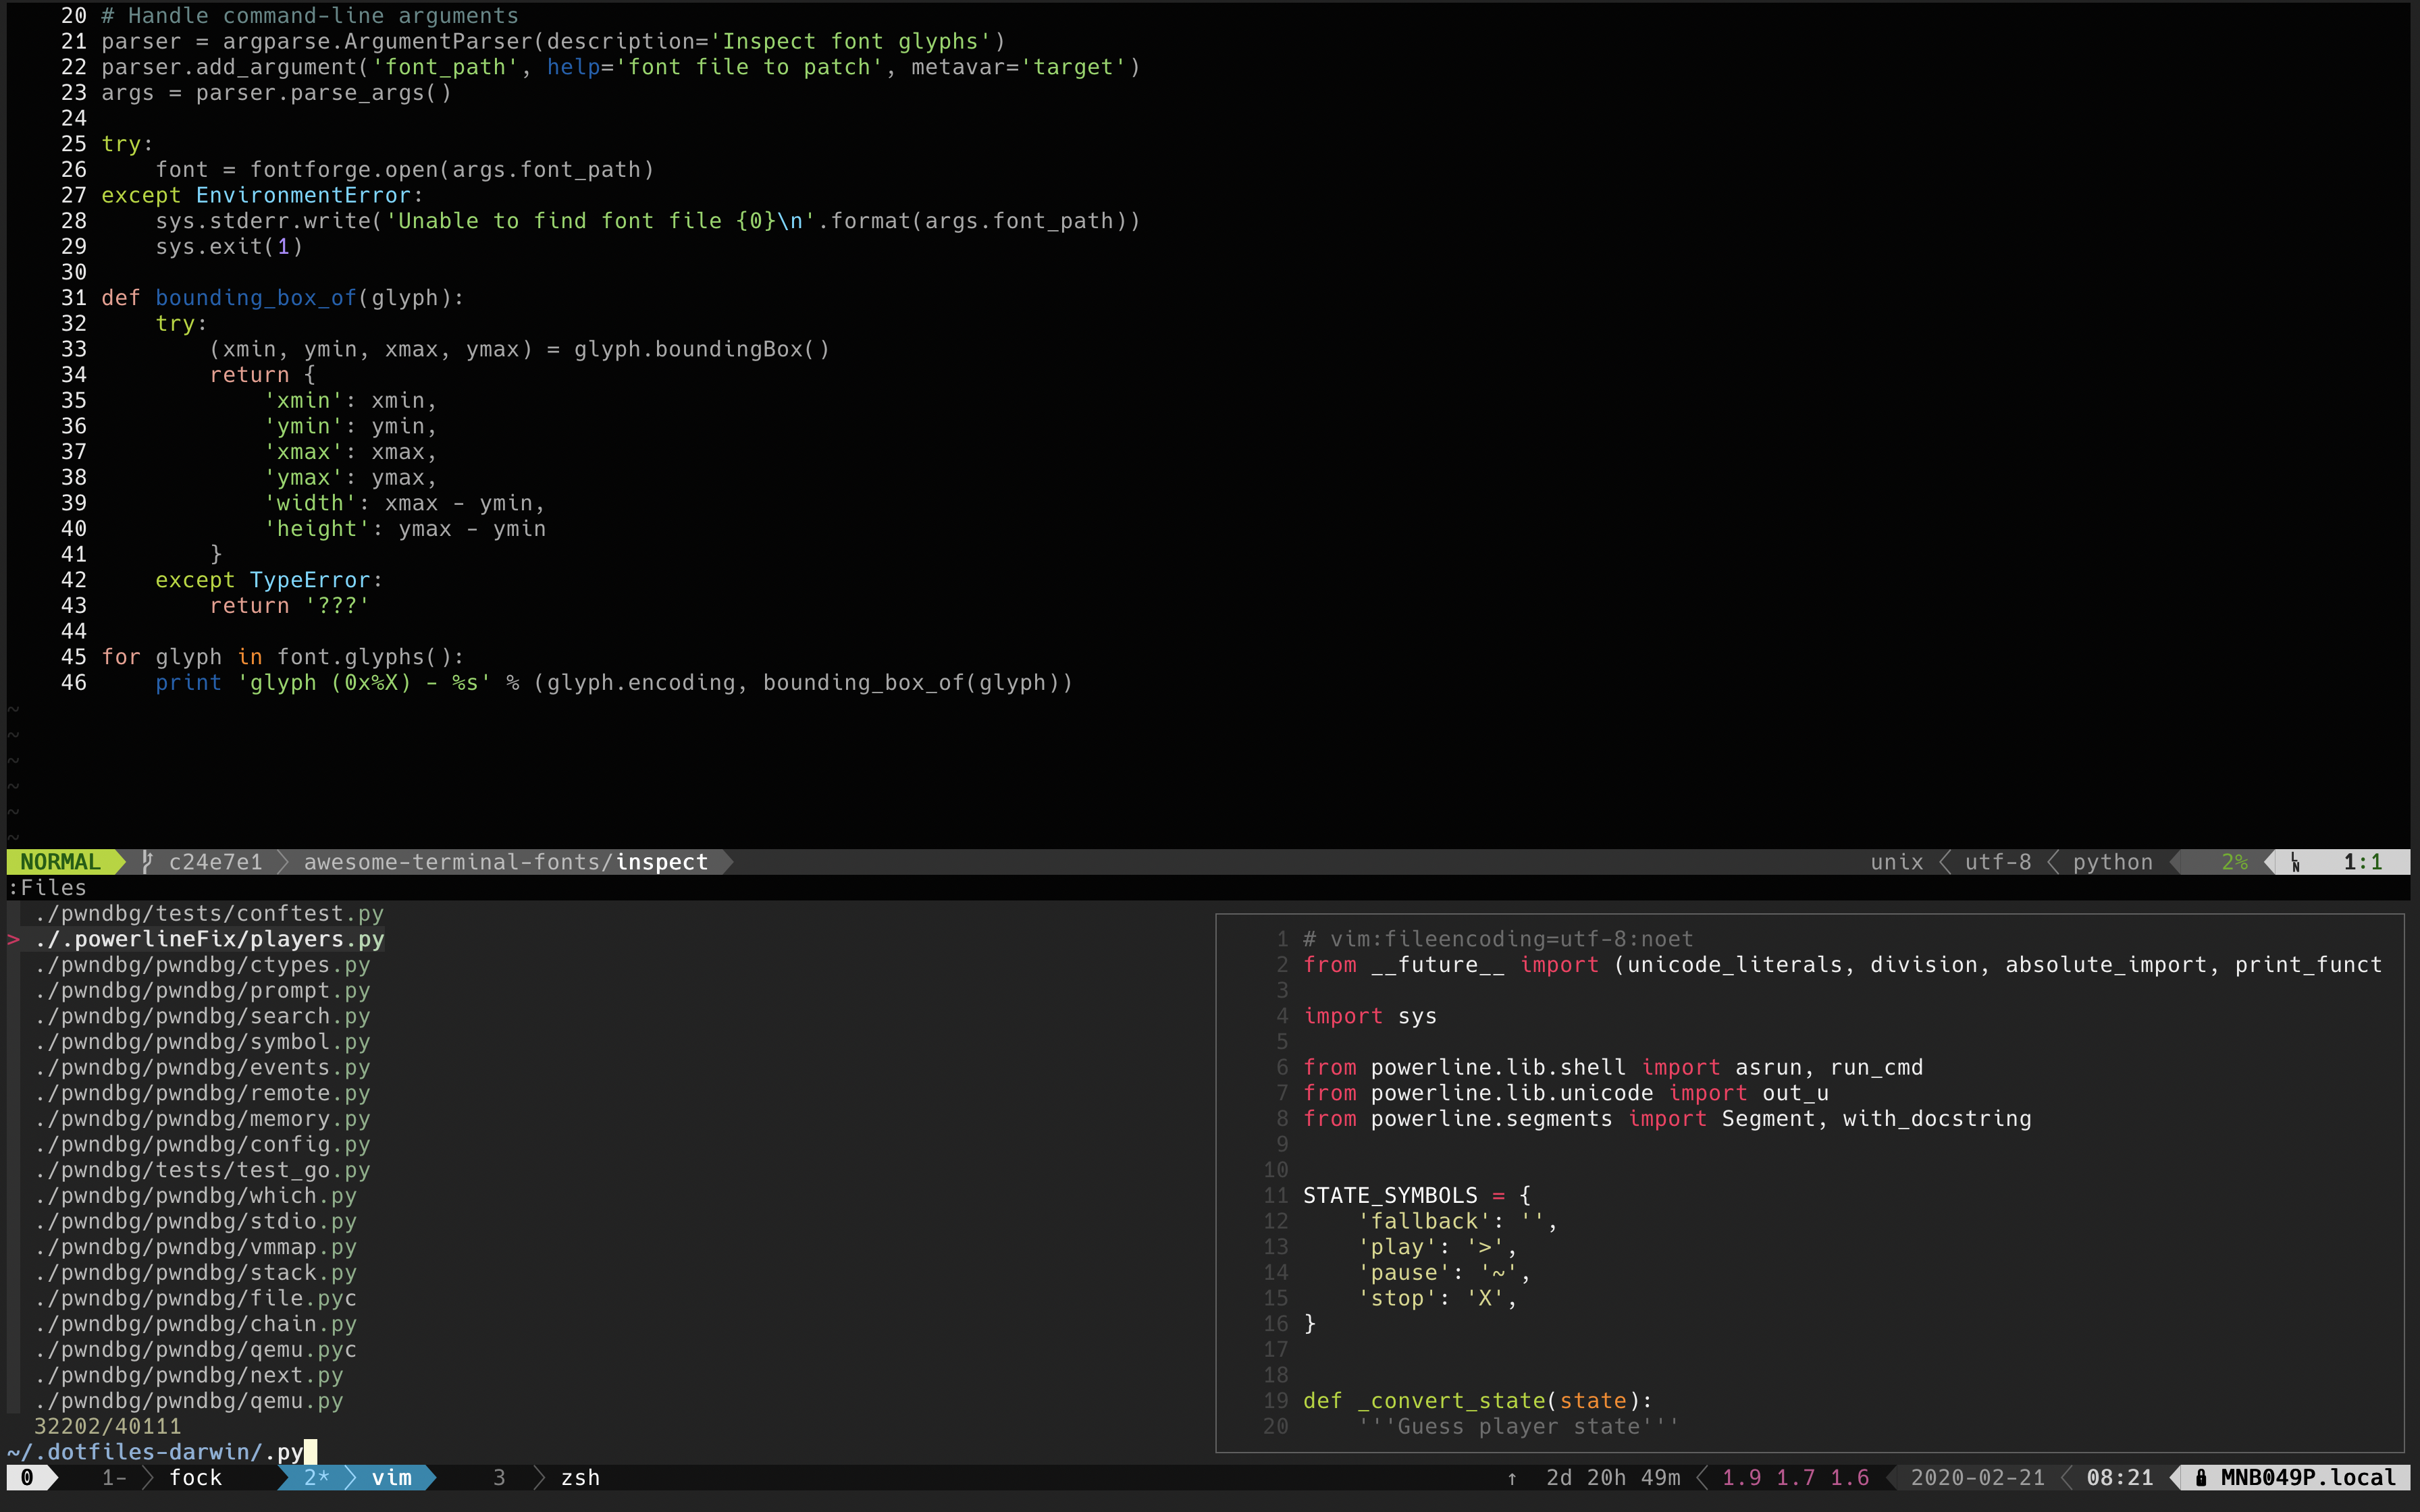 20 # Handle command-line arguments
21 parser = argparse.ArgumentParser(description='Inspect font glyphs')
22 parser.add_argument('font_path', help='font file to patch', metavar='target')
23 args = parser.parse_args()
24
25 try:
26     font = fontforge.open(args.font_path)
27 except EnvironmentError:
28     sys.stderr.write('Unable to find font file {0}\n'.format(args.font_path))
29     sys.exit(1)
30
31 def bounding_box_of(glyph):
32     try:
33         (xmin, ymin, xmax, ymax) = glyph.boundingBox()
34         return {
35             'xmin': xmin,
36             'ymin': ymin,
37             'xmax': xmax,
38             'ymax': ymax,
39             'width': xmax - ymin,
40             'height': ymax - ymin
41         }
42     except TypeError:
43         return '???'
44
45 for glyph in font.glyphs():
46     print 'glyph (0x%X) - %s' % (glyph.encoding, bounding_box_of(glyph))
~
~
~
~
~
~
NORMAL c24e7e1 awesome-terminal-fonts/inspect unix utf-8 python 2% LN 1:1
:Files
./pwndbg/tests/conftest.py
> ./.powerlineFix/players.py
./pwndbg/pwndbg/ctypes.py
./pwndbg/pwndbg/prompt.py
./pwndbg/pwndbg/search.py
./pwndbg/pwndbg/symbol.py
./pwndbg/pwndbg/events.py
./pwndbg/pwndbg/remote.py
./pwndbg/pwndbg/memory.py
./pwndbg/pwndbg/config.py
./pwndbg/tests/test_go.py
./pwndbg/pwndbg/which.py
./pwndbg/pwndbg/stdio.py
./pwndbg/pwndbg/vmmap.py
./pwndbg/pwndbg/stack.py
./pwndbg/pwndbg/file.pyc
./pwndbg/pwndbg/chain.py
./pwndbg/pwndbg/qemu.pyc
./pwndbg/pwndbg/next.py
./pwndbg/pwndbg/qemu.py
32202/40111
~/.dotfiles-darwin/.py
1 # vim:fileencoding=utf-8:noet
2 from __future__ import (unicode_literals, division, absolute_import, print_funct
3
4 import sys
5
6 from powerline.lib.shell import asrun, run_cmd
7 from powerline.lib.unicode import out_u
8 from powerline.segments import Segment, with_docstring
9
10
11 STATE_SYMBOLS = {
12     'fallback': '',
13     'play': '>',
14     'pause': '~',
15     'stop': 'X',
16 }
17
18
19 def _convert_state(state):
20     '''Guess player state'''
0 1- fock 2* vim 3 zsh ↑ 2d 20h 49m 1.9 1.7 1.6 2020-02-21 08:21 MNB049P.local